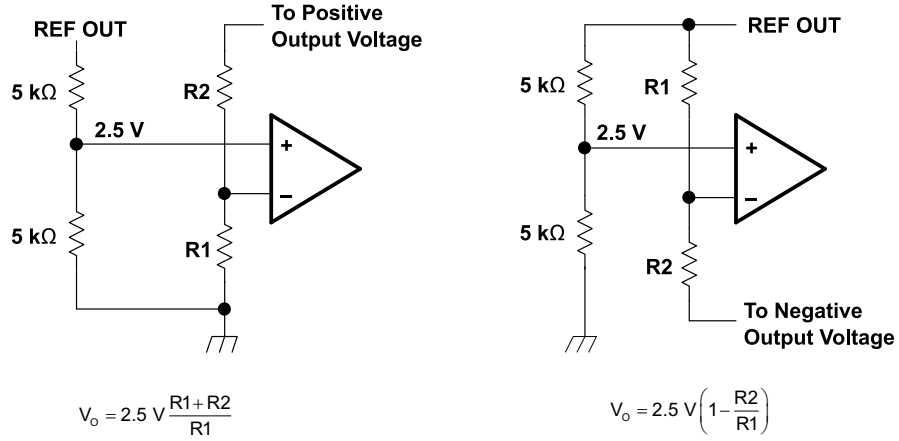 REF OUT
5 kΩ
2.5 V
5 kΩ
To Positive
Output Voltage
R2
R1
+
−
V_O = 2.5 V (R1 + R2)/R1
REF OUT
5 kΩ
R1
2.5 V
+
−
5 kΩ
R2
To Negative
Output Voltage
V_O = 2.5 V (1 − R2/R1)